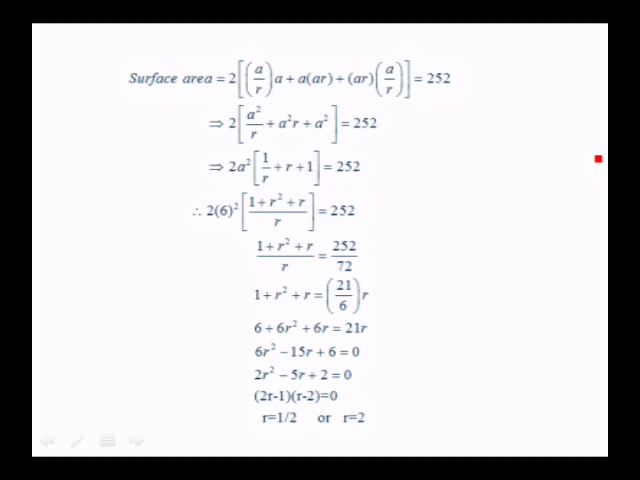 Surface area = 2[(a/r)a + a(ar) + (ar)(a/r)] = 252
⇒ 2[a²/r + a²r + a²] = 252
⇒ 2a²[1/r + r + 1] = 252
∴ 2(6)²[(1 + r² + r)/r] = 252
(1 + r² + r)/r = 252/72
1 + r² + r = (21/6)r
6 + 6r² + 6r = 21r
6r² − 15r + 6 = 0
2r² − 5r + 2 = 0
(2r-1)(r-2)=0
r=1/2 or r=2